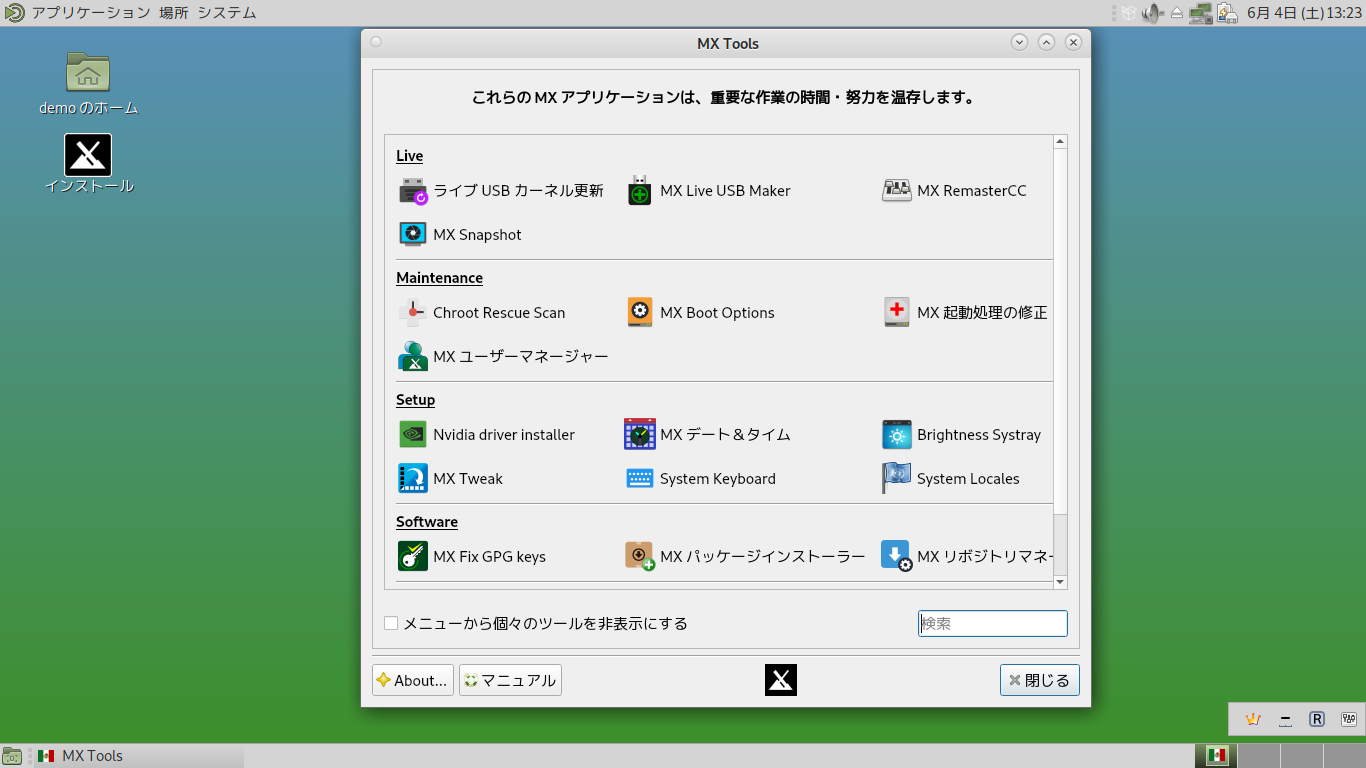 アプリケーション 場所 システム
6月 4日 (土) 13:23
demo のホーム
インストール
MX Tools
これらの MX アプリケーションは、重要な作業の時間・努力を温存します。
Live
ライブ USB カーネル更新 MX Live USB Maker MX RemasterCC
MX Snapshot
Maintenance
Chroot Rescue Scan MX Boot Options MX 起動処理の修正
MX ユーザーマネージャー
Setup
Nvidia driver installer MX デート＆タイム Brightness Systray
MX Tweak System Keyboard System Locales
Software
MX Fix GPG keys MX パッケージインストーラー MX リポジトリマネー
メニューから個々のツールを非表示にする 検索
About... マニュアル 閉じる
R
MX Tools